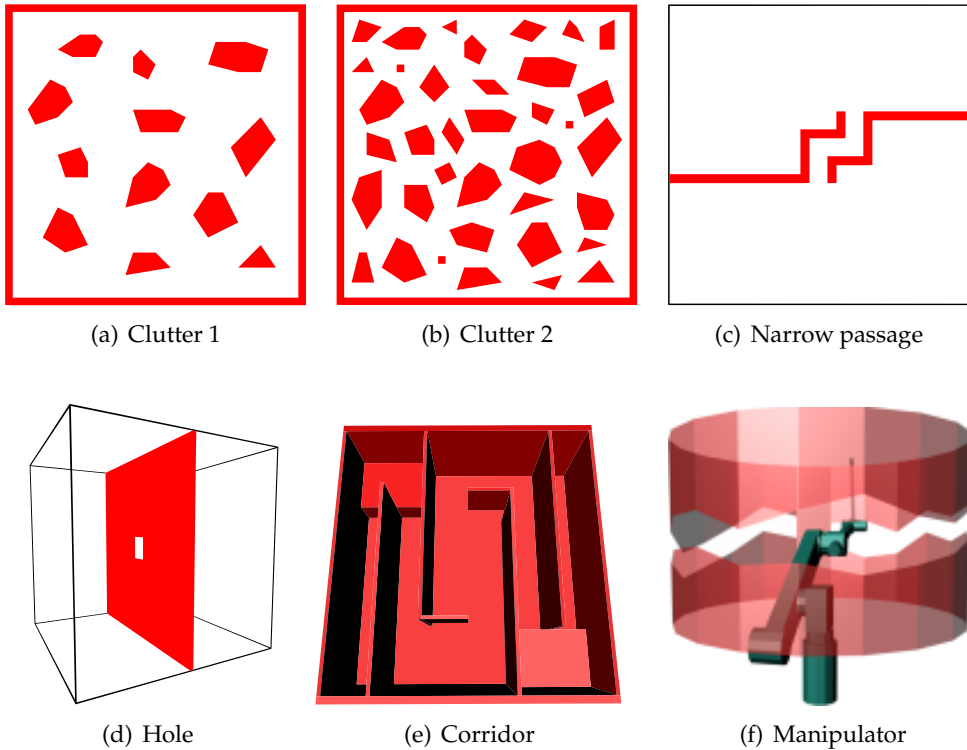 (a) Clutter 1
(b) Clutter 2
(c) Narrow passage
(d) Hole
(e) Corridor
(f) Manipulator